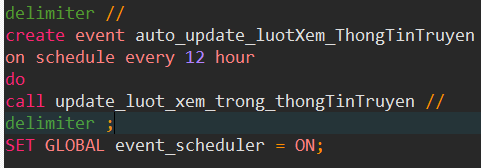 delimiter //
create event auto_update_luotXem_ThongTinTruyen
on schedule every 12 hour
do
call update_luot_xem_trong_thongTinTruyen //
delimiter ;
SET GLOBAL event_scheduler = ON;